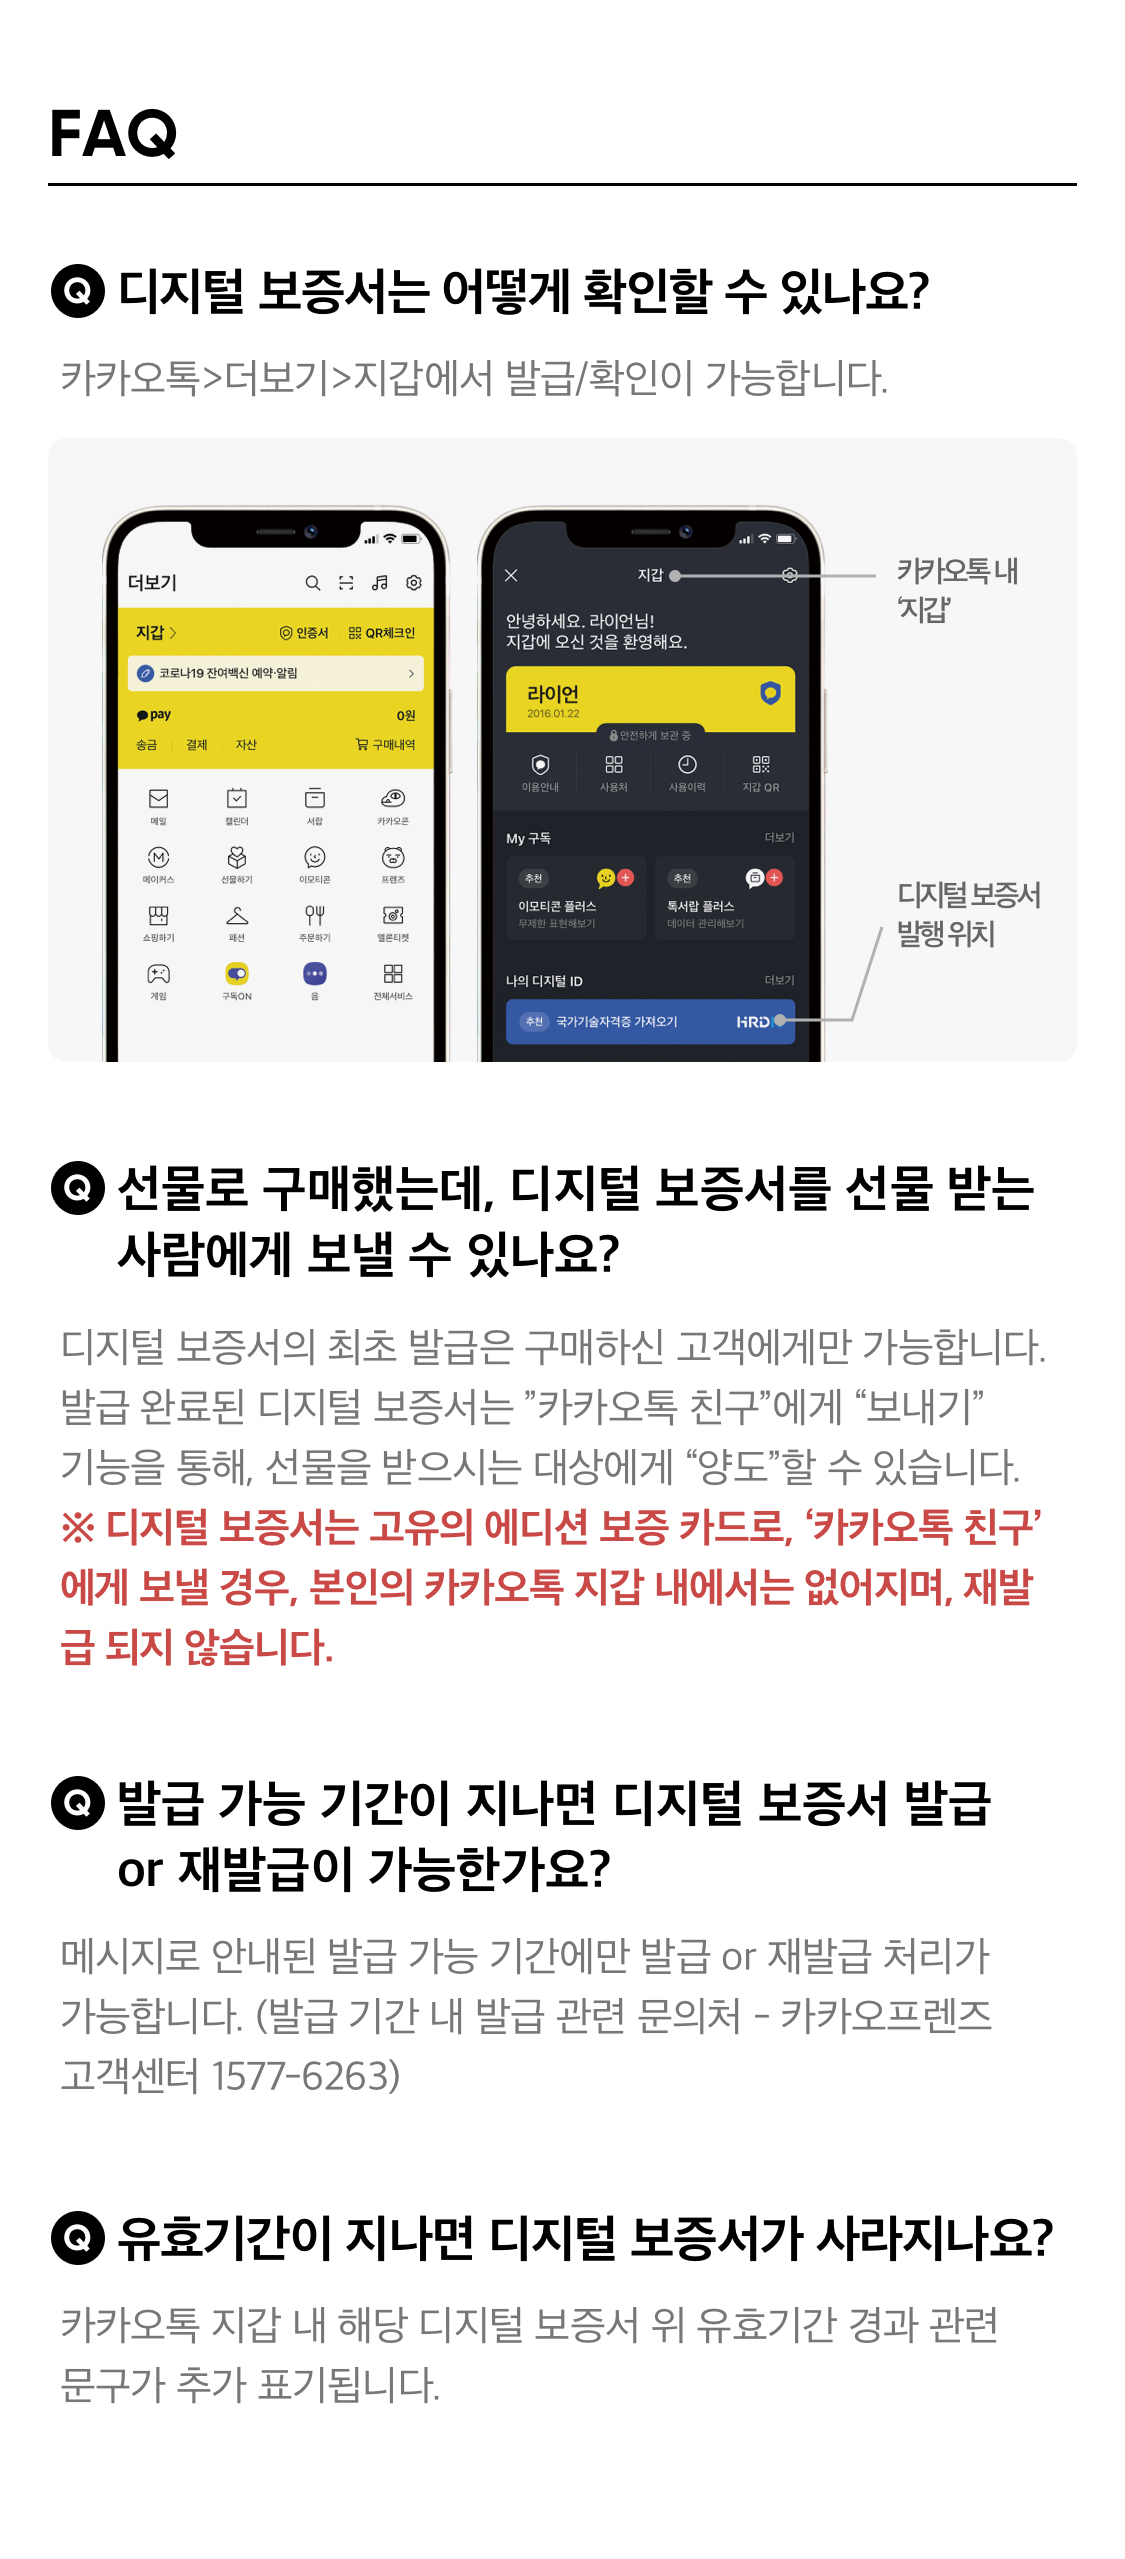 FAQ
Q 디지털 보증서는 어떻게 확인할 수 있나요?
카카오톡>더보기>지갑에서 발급/확인이 가능합니다.
더보기
지갑 >
인증서
QR체크인
코로나19 잔여백신 예약·알림 >
pay
0원
송금
결제
자산
구매내역
메일
캘린더
서랍
카카오콘
메이커스
선물하기
이모티콘
프렌즈
쇼핑하기
패션
주문하기
멜론티켓
게임
구독ON
음
전체서비스
지갑
안녕하세요. 라이언님!
지갑에 오신 것을 환영해요.
라이언
2016.01.22
안전하게 보관 중
이용안내
사용처
사용이력
지갑 QR
My 구독
더보기
추천
추천
이모티콘 플러스
톡서랍 플러스
무제한 표현해보기
데이터 관리해보기
나의 디지털 ID
더보기
추천
국가기술자격증 가져오기
HRD
카카오톡 내
‘지갑’
디지털 보증서
발행 위치
Q 선물로 구매했는데, 디지털 보증서를 선물 받는
사람에게 보낼 수 있나요?
디지털 보증서의 최초 발급은 구매하신 고객에게만 가능합니다.
발급 완료된 디지털 보증서는 ”카카오톡 친구”에게 “보내기”
기능을 통해, 선물을 받으시는 대상에게 “양도”할 수 있습니다.
※ 디지털 보증서는 고유의 에디션 보증 카드로, ‘카카오톡 친구’
에게 보낼 경우, 본인의 카카오톡 지갑 내에서는 없어지며, 재발
급 되지 않습니다.
Q 발급 가능 기간이 지나면 디지털 보증서 발급
or 재발급이 가능한가요?
메시지로 안내된 발급 가능 기간에만 발급 or 재발급 처리가
가능합니다. (발급 기간 내 발급 관련 문의처 - 카카오프렌즈
고객센터 1577-6263)
Q 유효기간이 지나면 디지털 보증서가 사라지나요?
카카오톡 지갑 내 해당 디지털 보증서 위 유효기간 경과 관련
문구가 추가 표기됩니다.